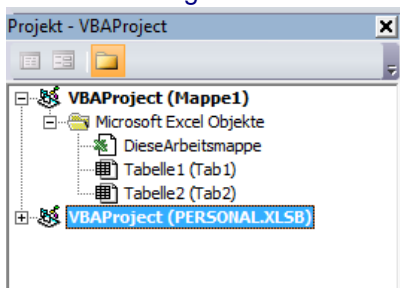 Projekt - VBAProject
VBAProject (Mappe1)
Microsoft Excel Objekte
DieseArbeitsmappe
Tabelle1 (Tab1)
Tabelle2 (Tab2)
VBAProject (PERSONAL.XLSB)